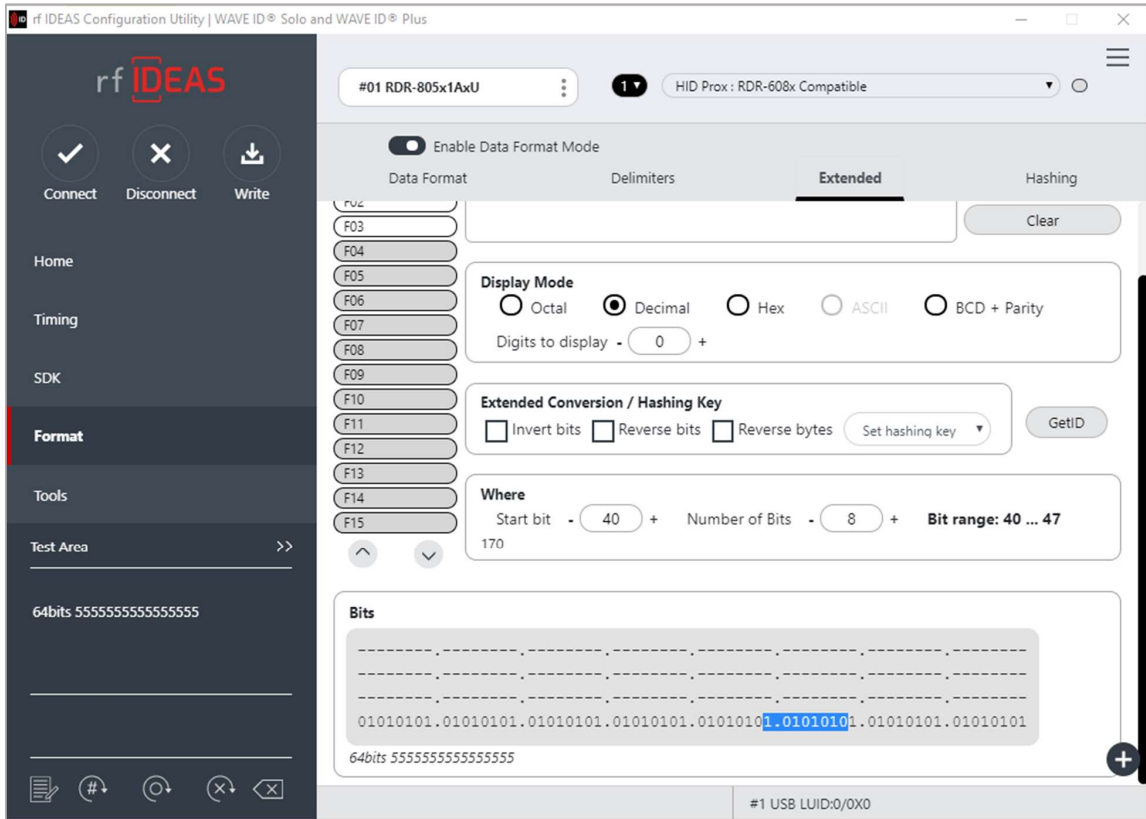 rf IDEAS Configuration Utility | WAVE ID® Solo and WAVE ID® Plus
rf IDEAS
Connect
Disconnect
Write
Home
Timing
SDK
Format
Tools
Test Area >>
64bits 5555555555555555
#01 RDR-805x1AxU
1
HID Prox : RDR-608x Compatible
Enable Data Format Mode
Data Format Delimiters Extended Hashing
F02
F03
F04
F05
F06
F07
F08
F09
F10
F11
F12
F13
F14
F15
Clear
Display Mode
Octal Decimal Hex ASCII BCD + Parity
Digits to display - 0 +
Extended Conversion / Hashing Key
Invert bits Reverse bits Reverse bytes Set hashing key
GetID
Where
Start bit - 40 + Number of Bits - 8 + Bit range: 40 ... 47
170
Bits
--------.--------.--------.--------.--------.--------.--------.--------
--------.--------.--------.--------.--------.--------.--------.--------
--------.--------.--------.--------.--------.--------.--------.--------
01010101.01010101.01010101.01010101.01010101.01010101.01010101.01010101
64bits 5555555555555555
#1 USB LUID:0/0X0